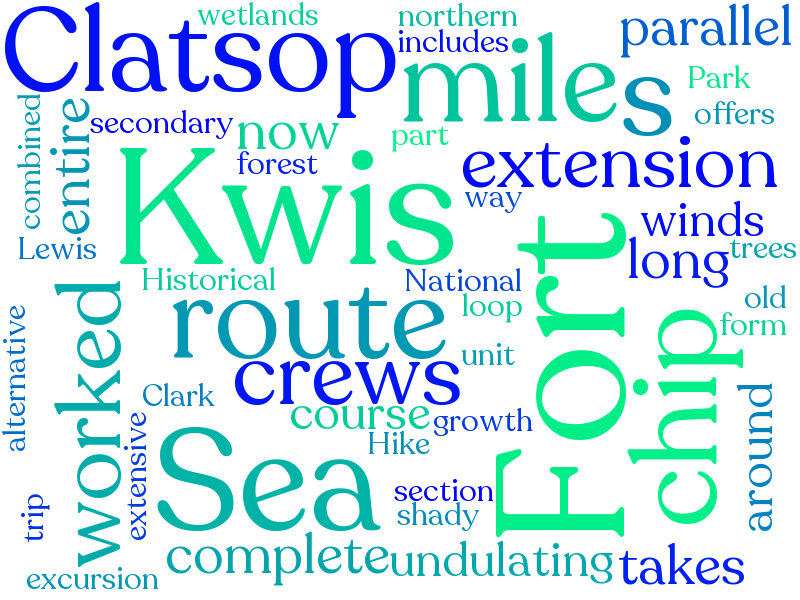 wetlands
northern
parallel
Clatsop
includes
miles
Park
offers
combined
entire
secondary
now
part
forest
Kwis
extension
way
winds
Lewis
long
trees
Historical
National
Fort
old
worked
route
loop
chip
form
alternative
crews
unit
Clark
course
growth
around
extensive
Hike
Sea
section
trip
shady
complete
undulating
takes
excursion
s